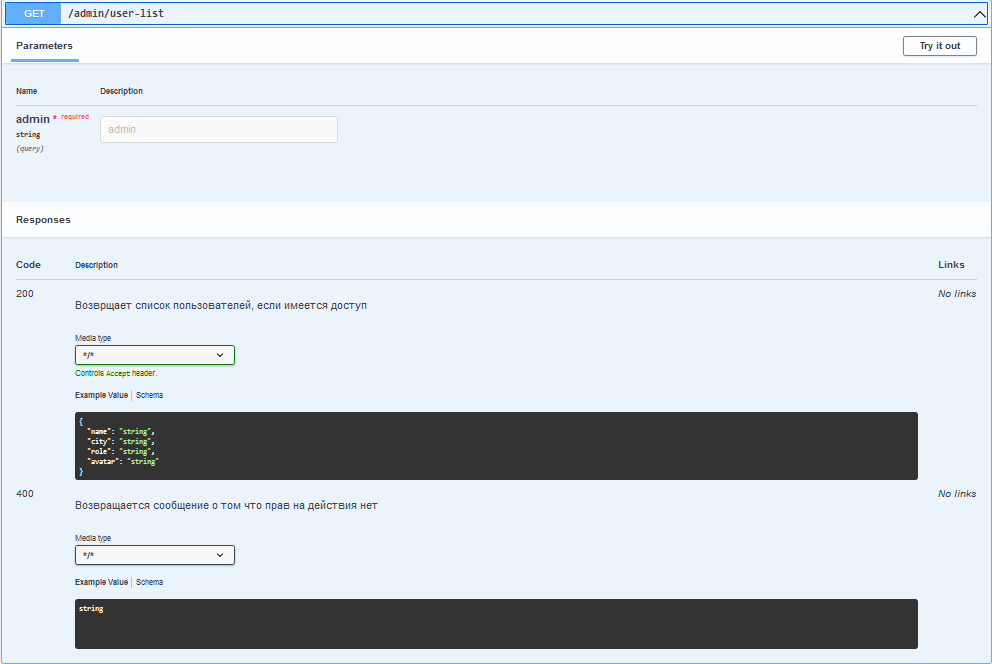 GET /admin/user-list
Parameters
Try it out
Name Description
admin * required
string
(query)
admin
Responses
Code Description Links
200 No links
Возврщает список пользователей, если имеется доступ
Media type
*/*
Controls Accept header.
Example Value Schema
{
"name": "string",
"city": "string",
"role": "string",
"avatar": "string"
}
400 No links
Возвращается сообщение о том что прав на действия нет
Media type
*/*
Example Value Schema
string